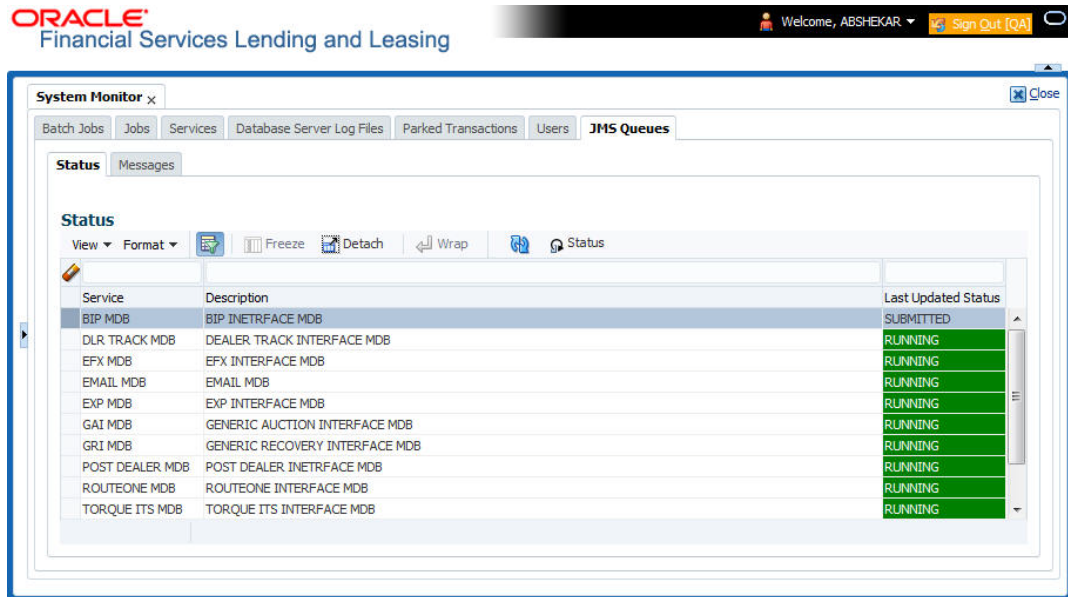 ORACLE
Financial Services Lending and Leasing
Welcome, ABSHEKAR
Sign Out [QA]
System Monitor x
Close
Batch Jobs Jobs Services Database Server Log Files Parked Transactions Users JMS Queues
Status Messages
Status
View Format Freeze Detach Wrap Status
Service Description Last Updated Status
BIP MDB BIP INETRFACE MDB SUBMITTED
DLR TRACK MDB DEALER TRACK INTERFACE MDB RUNNING
EFX MDB EFX INTERFACE MDB RUNNING
EMAIL MDB EMAIL MDB RUNNING
EXP MDB EXP INTERFACE MDB RUNNING
GAI MDB GENERIC AUCTION INTERFACE MDB RUNNING
GRI MDB GENERIC RECOVERY INTERFACE MDB RUNNING
POST DEALER MDB POST DEALER INETRFACE MDB RUNNING
ROUTEONE MDB ROUTEONE INTERFACE MDB RUNNING
TORQUE ITS MDB TORQUE ITS INTERFACE MDB RUNNING